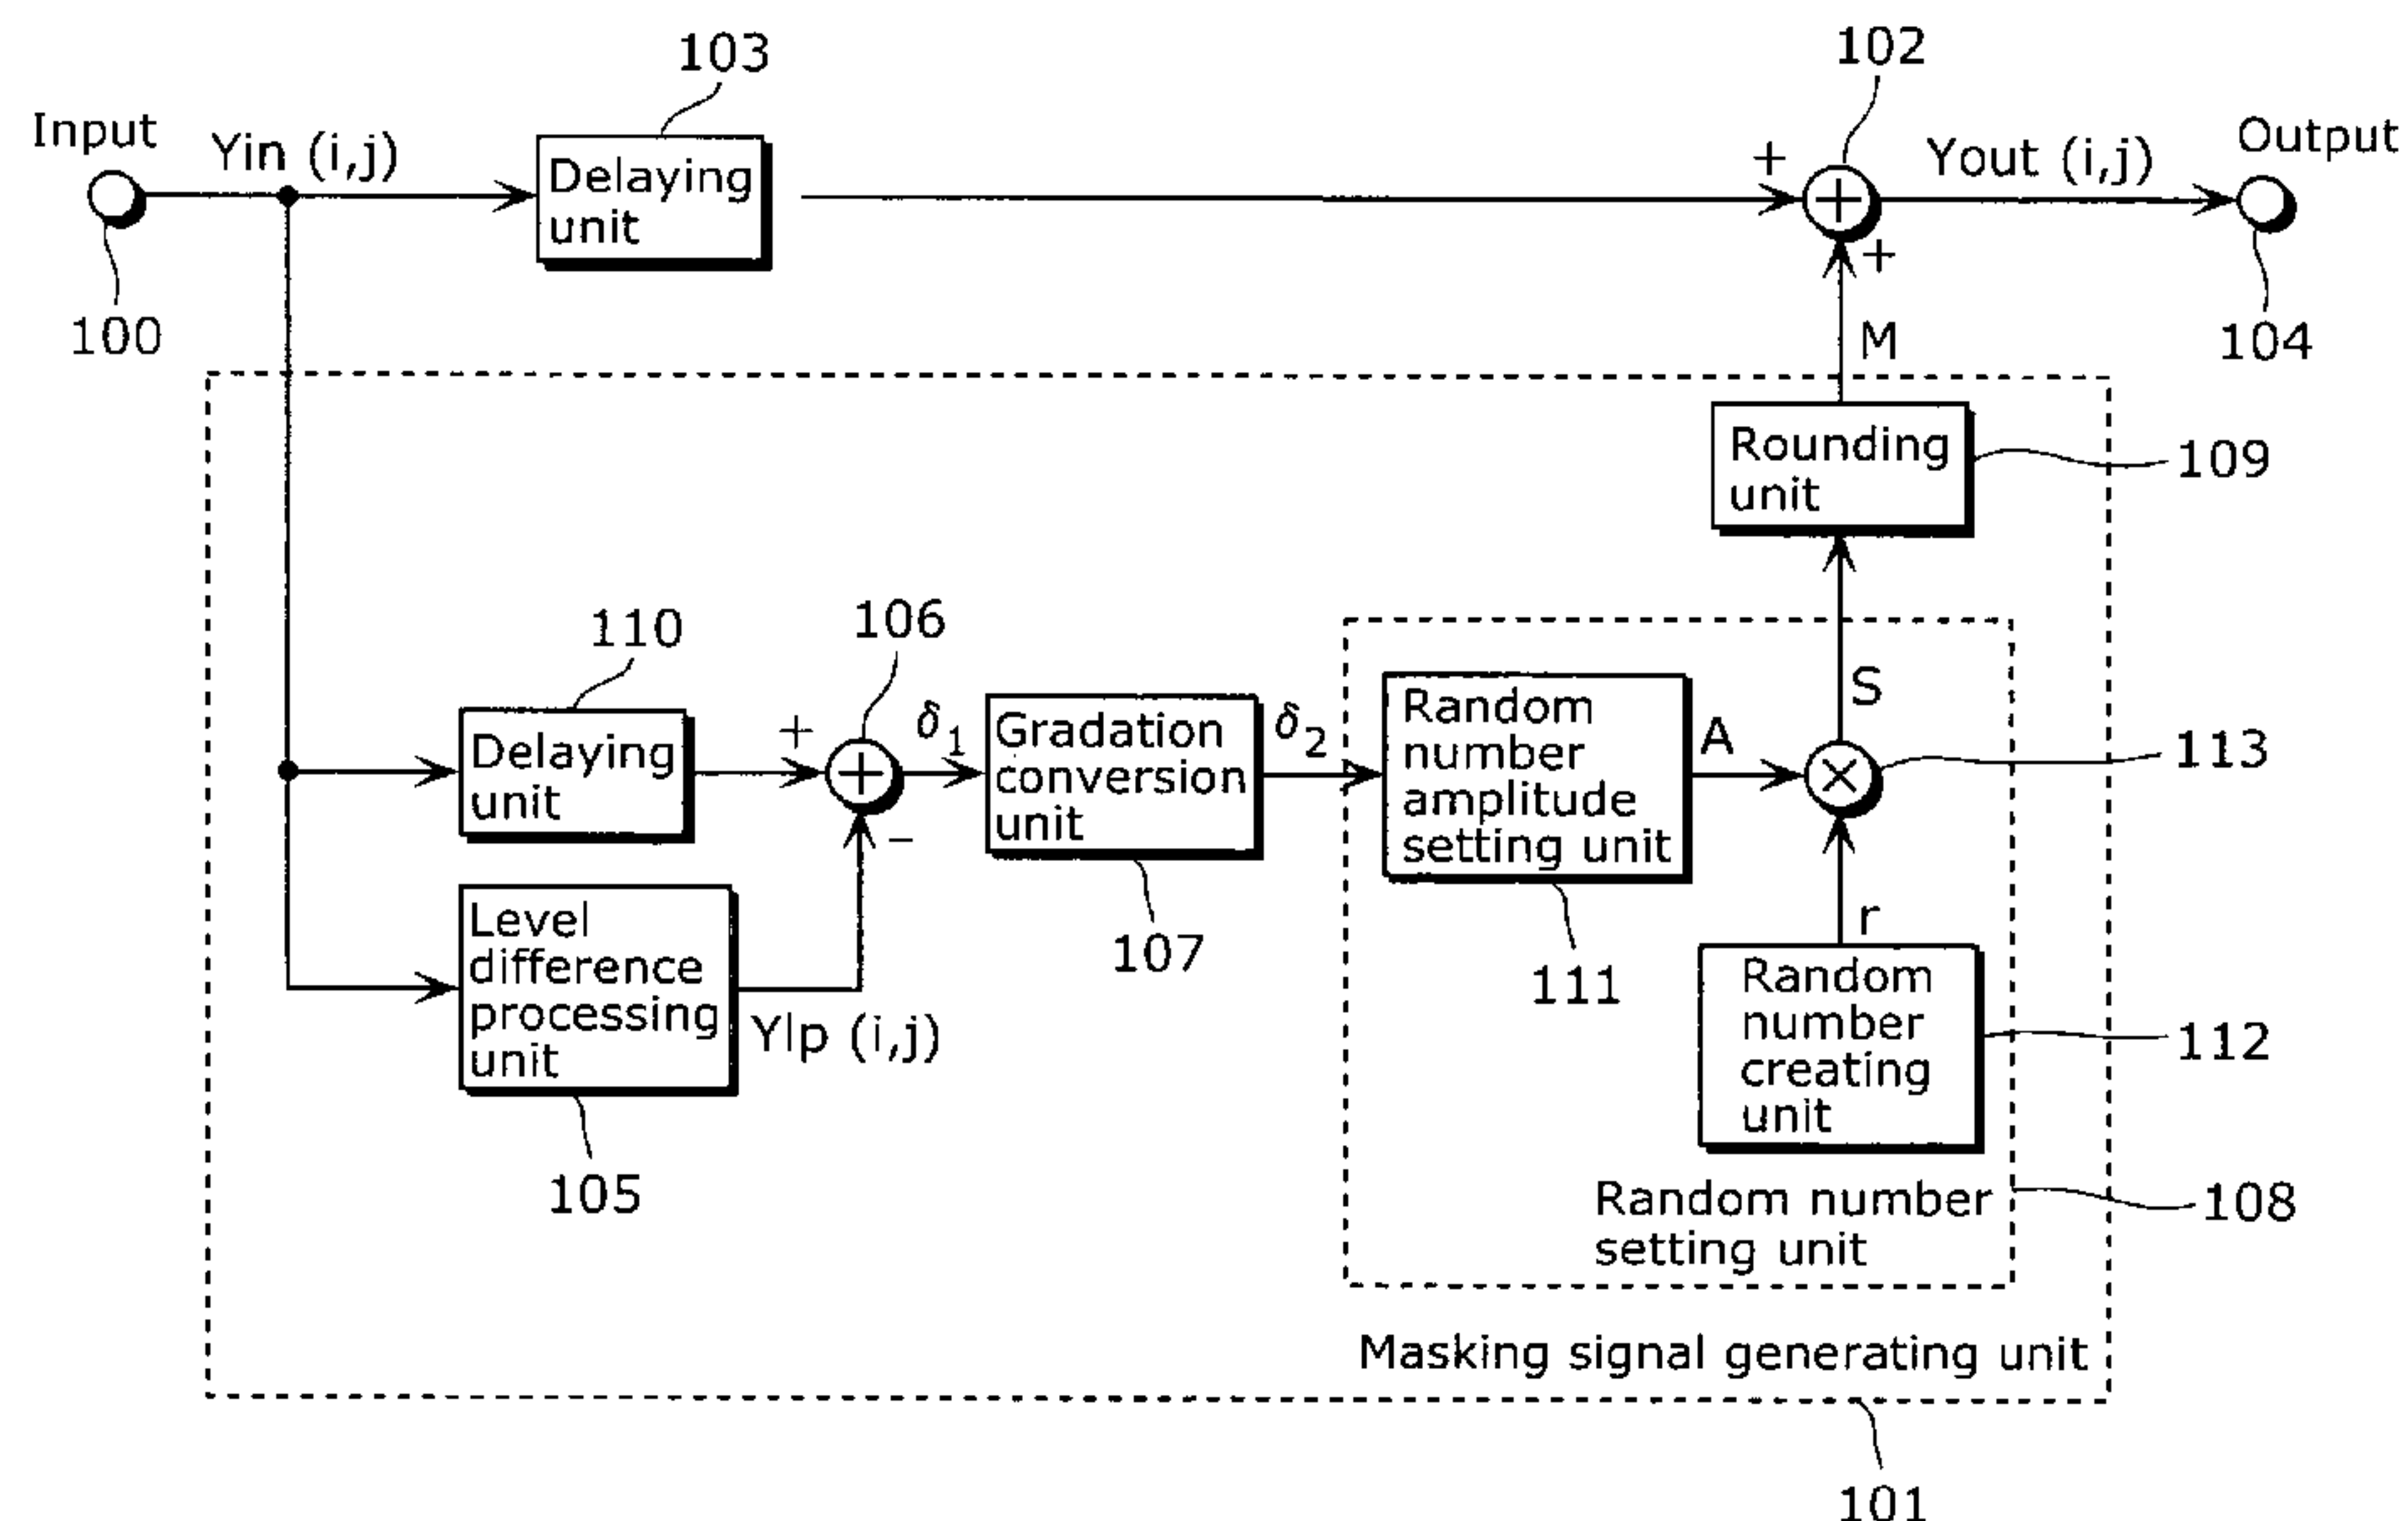 103
102
Input
Yin (i,j)
Delaying
unit
+
+
Yout (i,j)
Output
+
100
104
M
Rounding
unit
109
110
106
Delaying
unit
+
+
−
δ1
Gradation
conversion
unit
δ2
Random
number
amplitude
setting unit
A
S
×
113
107
111
r
Level
difference
processing
unit
Ylp (i,j)
105
Random
number
creating
unit
112
Random number
setting unit
108
Masking signal generating unit
101